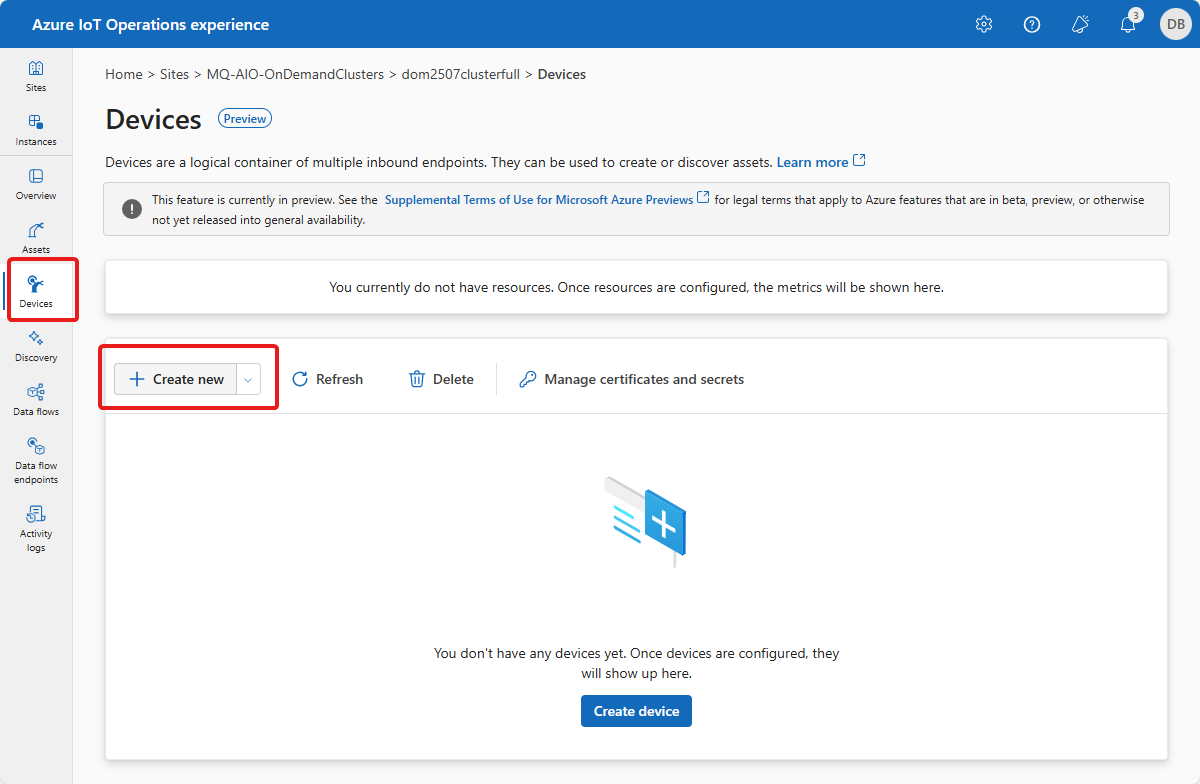 Azure IoT Operations experience
3
DB
Sites
Instances
Overview
Assets
Devices
Discovery
Data flows
Data flow
endpoints
Activity
logs
Home > Sites > MQ-AIO-OnDemandClusters > dom2507clusterfull > Devices
Devices Preview
Devices are a logical container of multiple inbound endpoints. They can be used to create or discover assets. Learn more
This feature is currently in preview. See the Supplemental Terms of Use for Microsoft Azure Previews for legal terms that apply to Azure features that are in beta, preview, or otherwise
not yet released into general availability.
You currently do not have resources. Once resources are configured, the metrics will be shown here.
Create new Refresh Delete Manage certificates and secrets
You don't have any devices yet. Once devices are configured, they
will show up here.
Create device